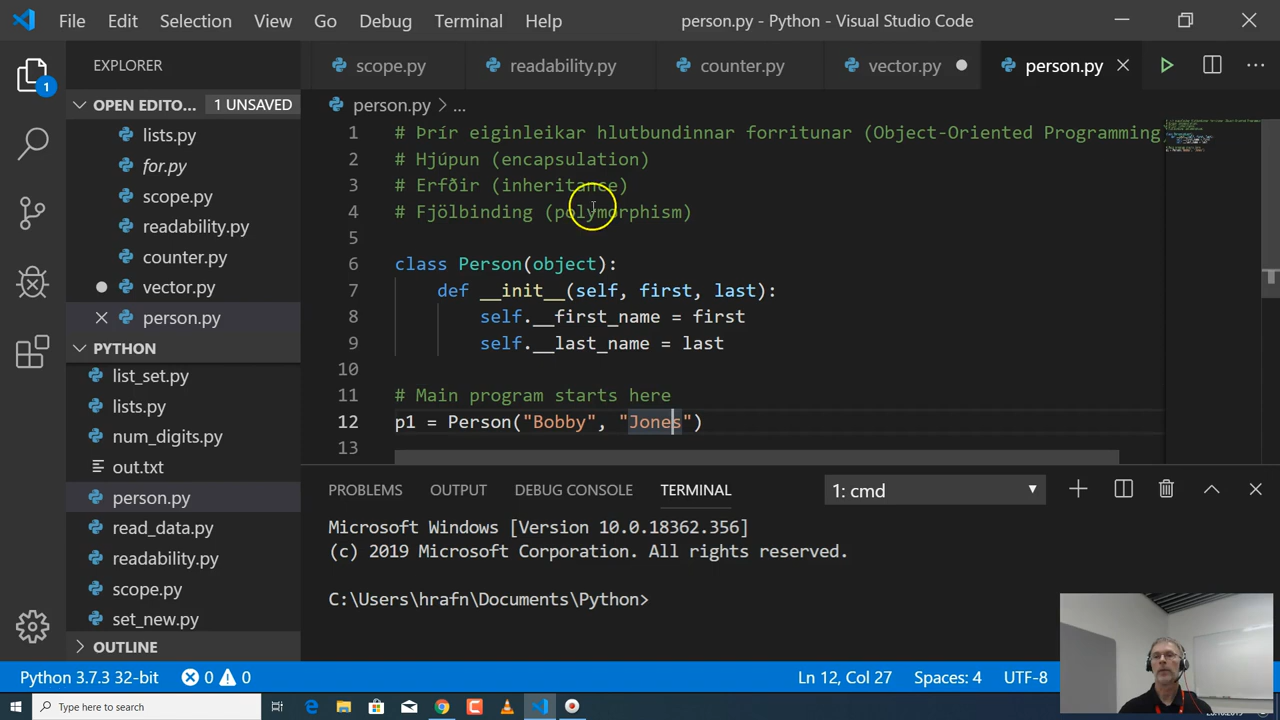 File Edit Selection View Go Debug Terminal Help person.py - Python - Visual Studio Code
EXPLORER scope.py readability.py counter.py vector.py person.py
1
OPEN EDITO... 1 UNSAVED
lists.py
for.py
scope.py
readability.py
counter.py
vector.py
person.py
PYTHON
list_set.py
lists.py
num_digits.py
out.txt
person.py
read_data.py
readability.py
scope.py
set_new.py
OUTLINE
person.py > ...
1 # Þrír eiginleikar hlutbundinnar forritunar (Object-Oriented Programming
2 # Hjúpun (encapsulation)
3 # Erfðir (inheritance)
4 # Fjölbinding (polymorphism)
5
6 class Person(object):
7 def __init__(self, first, last):
8 self.__first_name = first
9 self.__last_name = last
10
11 # Main program starts here
12 p1 = Person("Bobby", "Jones")
13
PROBLEMS OUTPUT DEBUG CONSOLE TERMINAL 1: cmd
Microsoft Windows [Version 10.0.18362.356]
(c) 2019 Microsoft Corporation. All rights reserved.
C:\Users\hrafn\Documents\Python>
Python 3.7.3 32-bit 0 0 Ln 12, Col 27 Spaces: 4 UTF-8
Type here to search